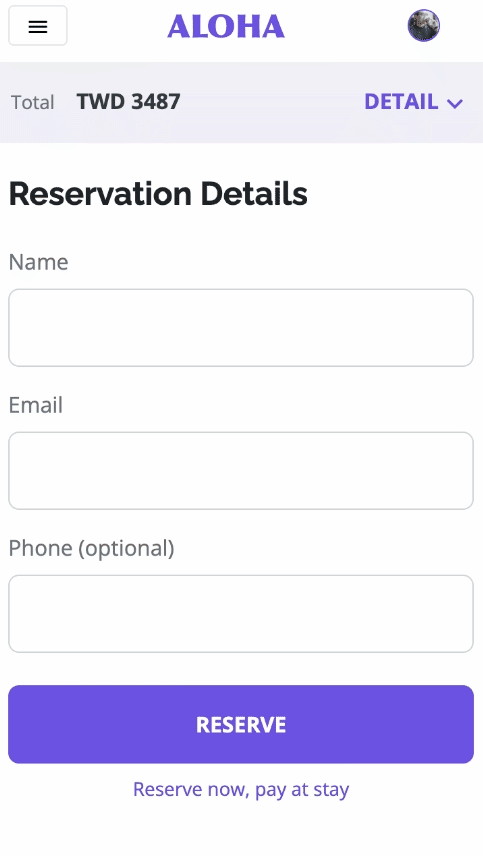 ALOHA
Total TWD 3487 DETAIL
Reservation Details
Name
Email
Phone (optional)
RESERVE
Reserve now, pay at stay